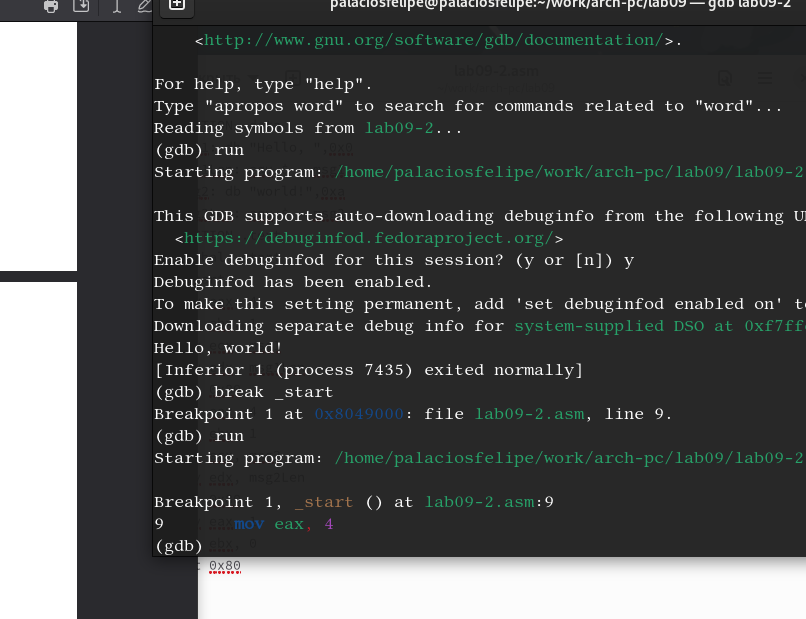 palaciosfelipe@palaciosfelipe:~/work/arch-pc/lab09 — gdb lab09-2
<http://www.gnu.org/software/gdb/documentation/>.
lab09-2.asm
For help, type "help".
Type "apropos word" to search for commands related to "word"...
Reading symbols from lab09-2...
(gdb) run
Starting program: /home/palaciosfelipe/work/arch-pc/lab09/lab09-2
This GDB supports auto-downloading debuginfo from the following
<https://debuginfod.fedoraproject.org/>
Enable debuginfod for this session? (y or [n]) y
Debuginfod has been enabled.
To make this setting permanent, add 'set debuginfod enabled on'
Downloading separate debug info for system-supplied DSO at 0xf7ff
Hello, world!
[Inferior 1 (process 7435) exited normally]
(gdb) break _start
Breakpoint 1 at 0x8049000: file lab09-2.asm, line 9.
(gdb) run
Starting program: /home/palaciosfelipe/work/arch-pc/lab09/lab09-2
edx, msg2Len
Breakpoint 1, _start () at lab09-2.asm:9
9 mov eax, 4
(gdb)
0x80